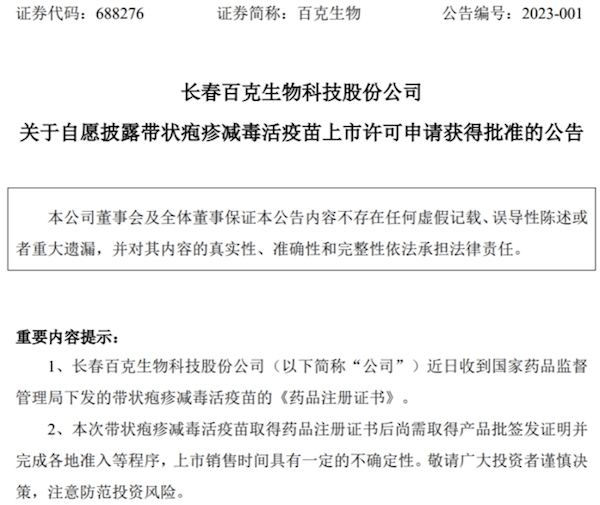 证券代码：688276 证券简称：百克生物 公告编号：2023-001
长春百克生物科技股份公司
关于自愿披露带状疱疹减毒活疫苗上市许可申请获得批准的公告
本公司董事会及全体董事保证本公告内容不存在任何虚假记载、误导性陈述或
者重大遗漏，并对其内容的真实性、准确性和完整性依法承担法律责任。
重要内容提示：
1、长春百克生物科技股份公司（以下简称“公司”）近日收到国家药品监督
管理局下发的带状疱疹减毒活疫苗的《药品注册证书》。
2、本次带状疱疹减毒活疫苗取得药品注册证书后尚需取得产品批签发证明并
完成各地准入等程序，上市销售时间具有一定的不确定性。敬请广大投资者谨慎决
策，注意防范投资风险。